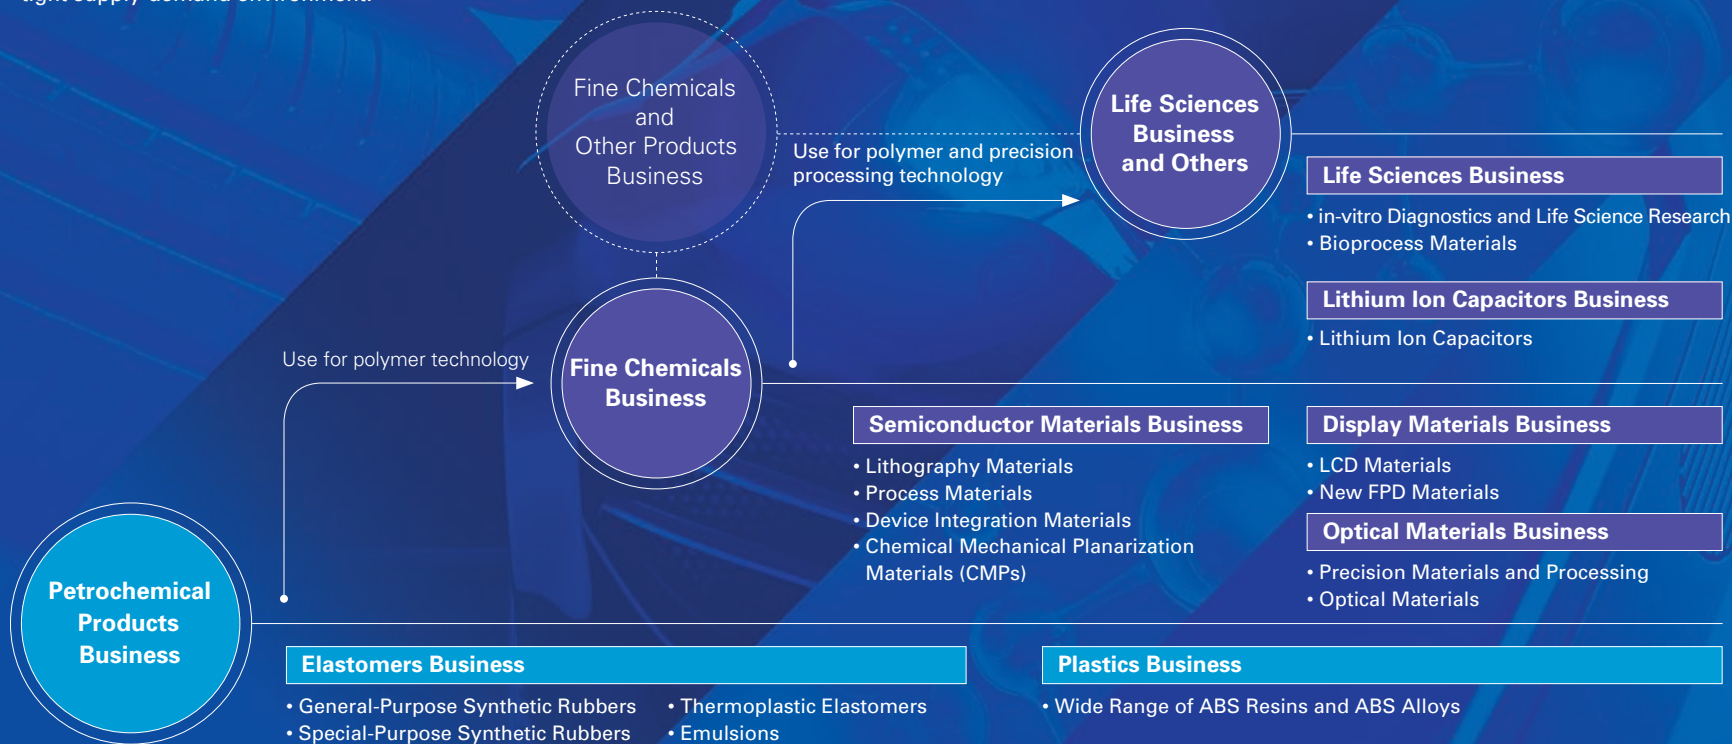 tight supply-demand environment.
Fine Chemicals
and
Other Products
Business
Life Sciences
Business
and Others
Use for polymer and precision
processing technology
Life Sciences Business
• in-vitro Diagnostics and Life Science Research
• Bioprocess Materials
Lithium Ion Capacitors Business
• Lithium Ion Capacitors
Use for polymer technology
Fine Chemicals
Business
Semiconductor Materials Business
• Lithography Materials
• Process Materials
• Device Integration Materials
• Chemical Mechanical Planarization
Materials (CMPs)
Display Materials Business
• LCD Materials
• New FPD Materials
Optical Materials Business
• Precision Materials and Processing
• Optical Materials
Petrochemical
Products
Business
Elastomers Business
• General-Purpose Synthetic Rubbers
• Special-Purpose Synthetic Rubbers
• Thermoplastic Elastomers
• Emulsions
Plastics Business
• Wide Range of ABS Resins and ABS Alloys